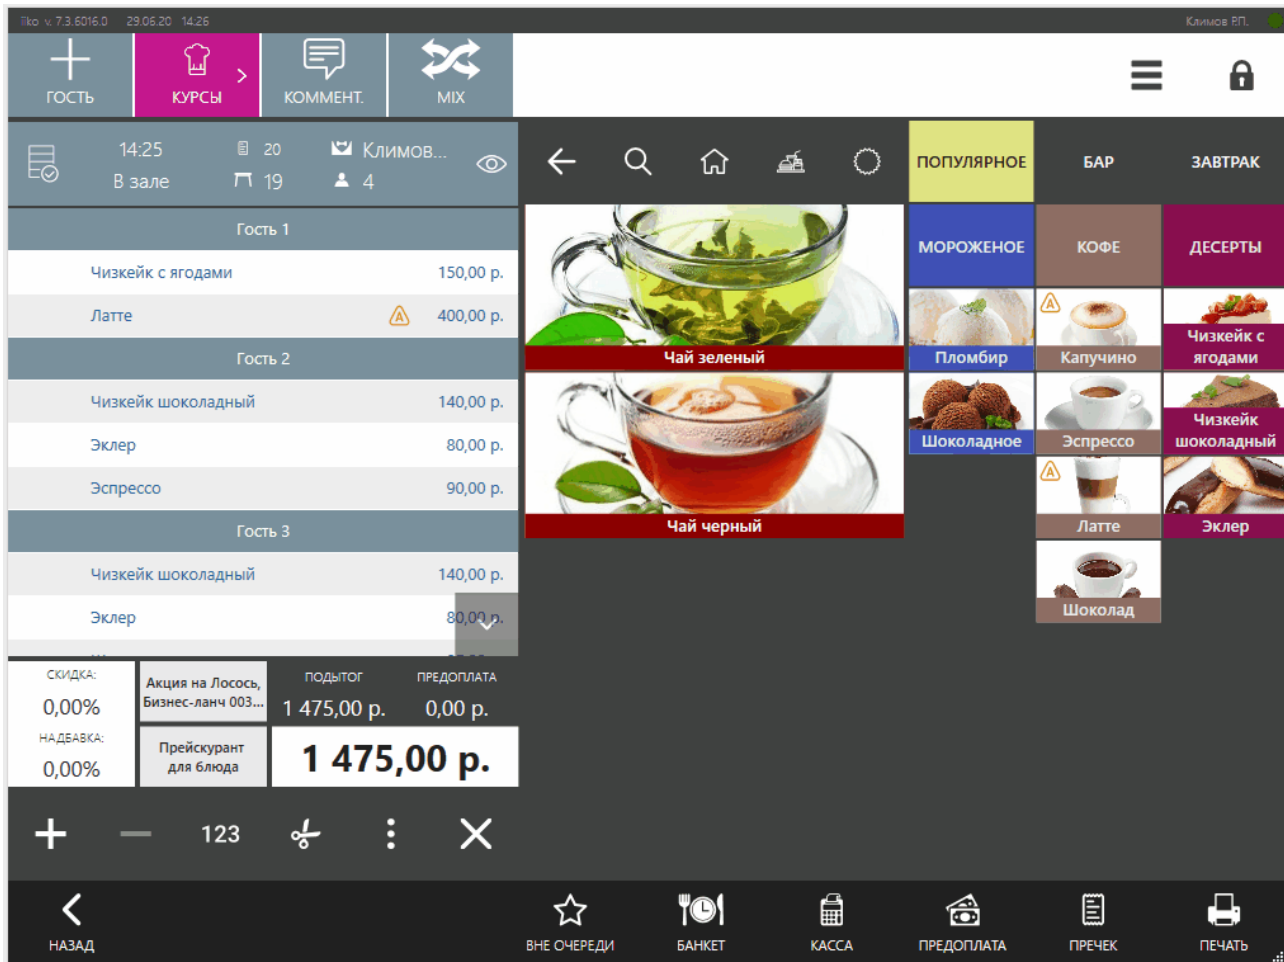 iiko v. 7.3.6016.0 29.06.20 14:26
Климов Р.П.
ГОСТЬ
КУРСЫ
КОММЕНТ.
MIX
14:25
20
Климов...
В зале
19
4
ПОПУЛЯРНОЕ
БАР
ЗАВТРАК
МОРОЖЕНОЕ
КОФЕ
ДЕСЕРТЫ
Гость 1
Чизкейк с ягодами 150,00 р.
Латте A 400,00 р.
Гость 2
Чизкейк шоколадный 140,00 р.
Эклер 80,00 р.
Эспрессо 90,00 р.
Гость 3
Чизкейк шоколадный 140,00 р.
Эклер 80,00 р.
Чай зеленый
Чай черный
Пломбир
Шоколадное
A
Капучино
Эспрессо
A
Латте
Шоколад
Чизкейк с
ягодами
Чизкейк
шоколадный
Эклер
СКИДКА:
0,00%
НАДБАВКА:
0,00%
Акция на Лосось,
Бизнес-ланч 003...
Прейскурант
для блюда
ПОДЫТОГ
1 475,00 р.
ПРЕДОПЛАТА
0,00 р.
1 475,00 р.
123
НАЗАД
ВНЕ ОЧЕРЕДИ
БАНКЕТ
КАССА
ПРЕДОПЛАТА
ПРЕЧЕК
ПЕЧАТЬ